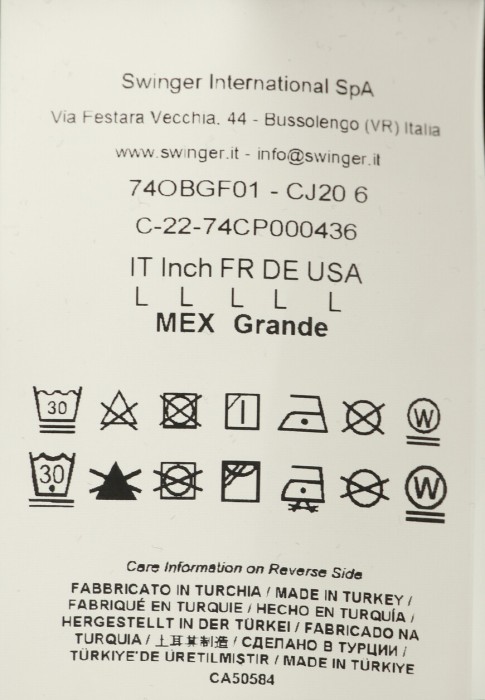 Swinger International SpA
Via Festara Vecchia. 44 - Bussolengo (VR) Italia
www.swinger.it - info@swinger.it
74OBGF01 - CJ20 6
C-22-74CP000436
IT Inch FR DE USA
L L L L L
MEX Grande
30 W
30 W
Care Information on Reverse Side
FABBRICATO IN TURCHIA / MADE IN TURKEY /
FABRIQUÉ EN TURQUIE / HECHO EN TURQUÍA /
HERGESTELLT IN DER TÜRKEI / FABRICADO NA
TURQUIA / 土耳其制造 / СДЕЛАНО В ТУРЦИИ /
TÜRKIYE'DE ÜRETILMIŞTIR / MADE IN TÜRKIYE
CA50584